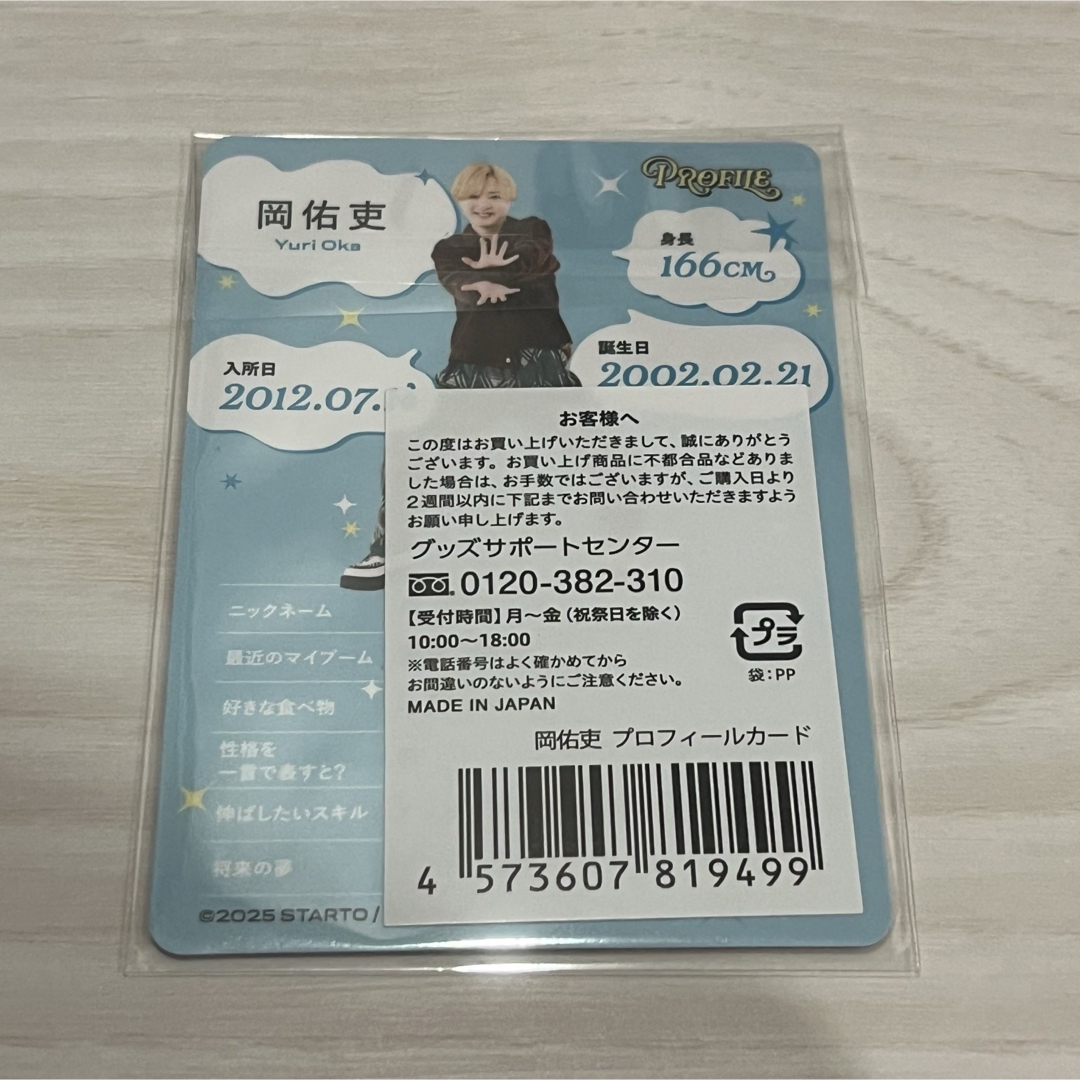 岡佑吏
Yuri Oka
PROFILE
身長
166CM
入所日
2012.07.
誕生日
2002.02.21
お客様へ
この度はお買い上げいただきまして、誠にありがとう
ございます。お買い上げ商品に不都合品などありま
した場合は、お手数ではございますが、ご購入日より
2週間以内に下記までお問い合わせいただきますよう
お願い申し上げます。
グッズサポートセンター
0120-382-310
【受付時間】月〜金（祝祭日を除く）
10:00〜18:00
※電話番号はよく確かめてから
お間違いのないようにご注意ください。
MADE IN JAPAN
プラ
袋：PP
岡佑吏 プロフィールカード
4 573607 819499
ニックネーム
最近のマイブーム
好きな食べ物
性格を
一言で表すと？
伸ばしたいスキル
将来の夢
©2025 STARTO /